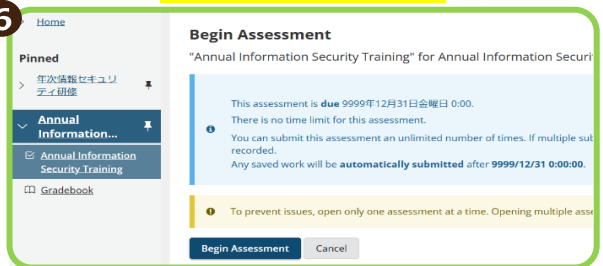 6
Home
Pinned
年次情報セキュリ
ティ研修
Annual
Information...
Annual Information
Security Training
Gradebook
Begin Assessment
"Annual Information Security Training" for Annual Information Securi
This assessment is due 9999年12月31日金曜日 0:00.
There is no time limit for this assessment.
You can submit this assessment an unlimited number of times. If multiple sub
recorded.
Any saved work will be automatically submitted after 9999/12/31 0:00:00.
To prevent issues, open only one assessment at a time. Opening multiple asse
Begin Assessment
Cancel